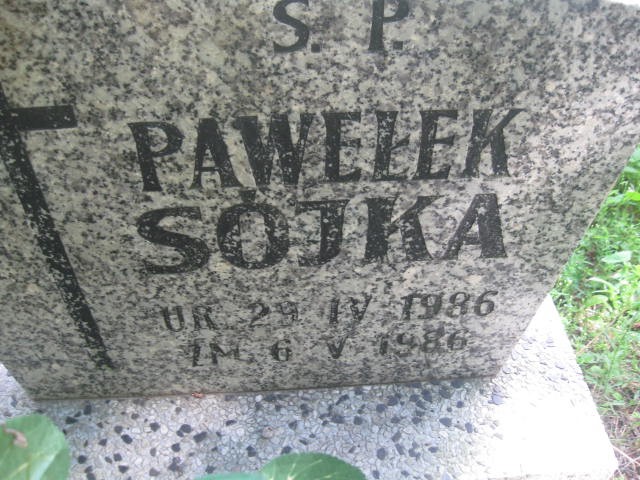 S. P.
PAWEŁEK
SÓJKA
UR 29 IV 1986
ZM. 6 V 1986